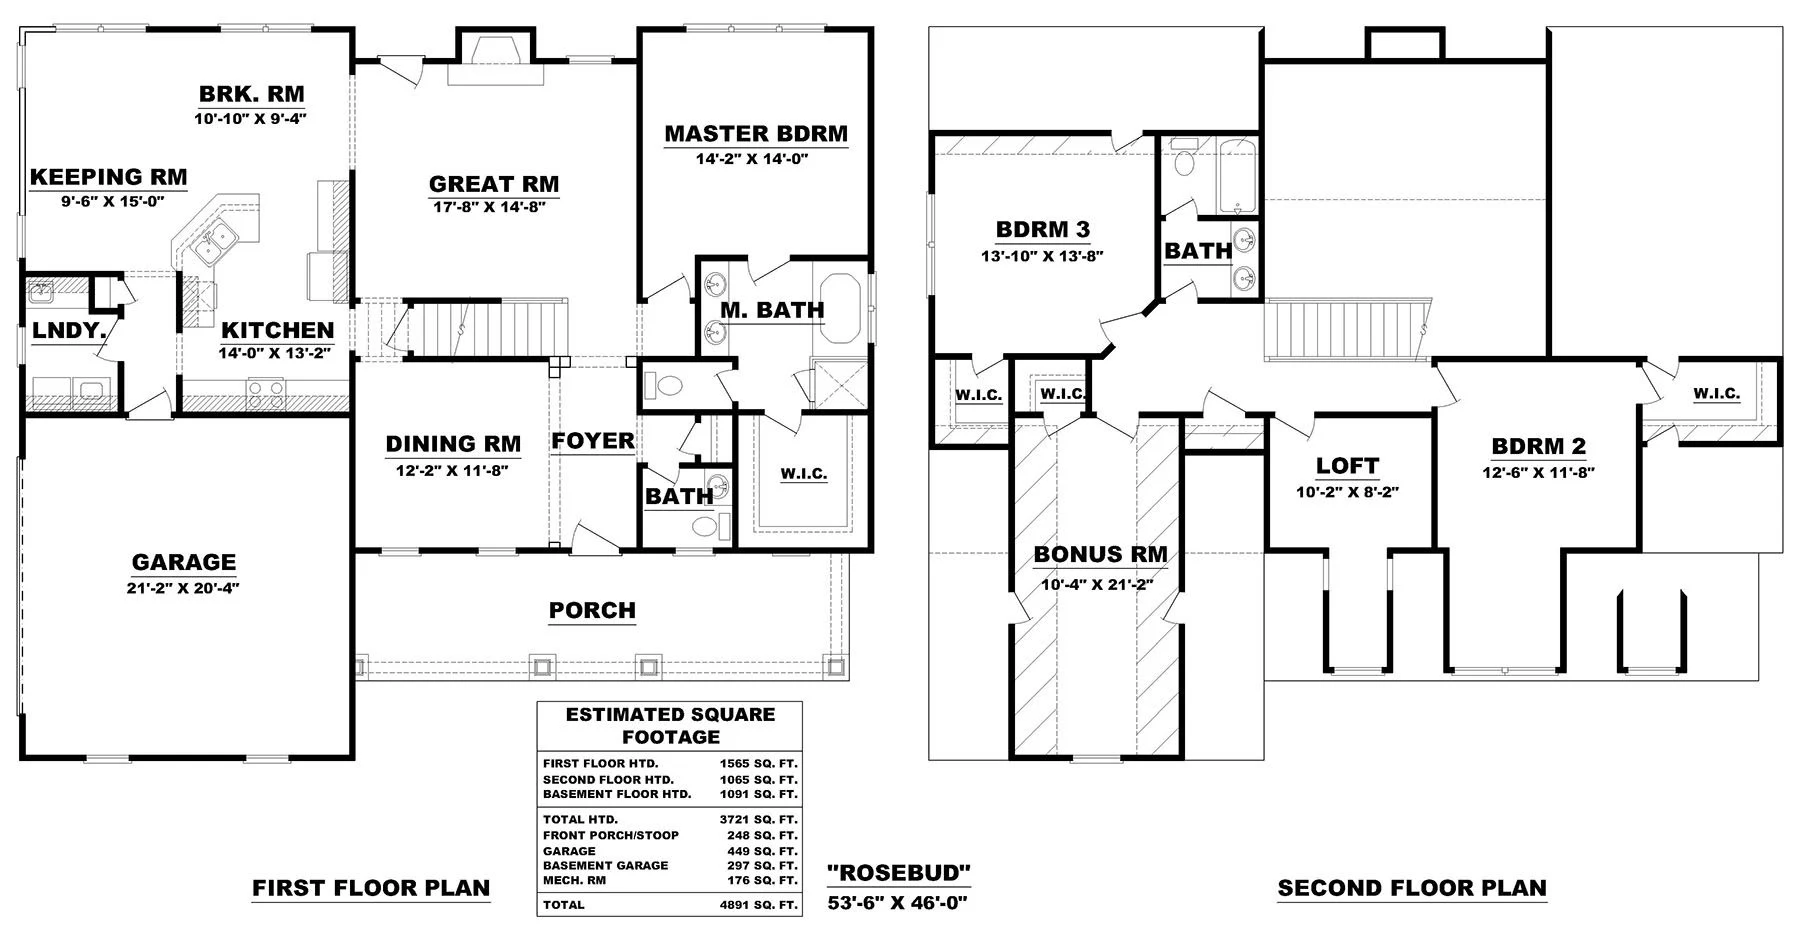 BRK. RM
10'-10" X 9'-4"
KEEPING RM
9'-6" X 15'-0"
GREAT RM
17'-8" X 14'-8"
MASTER BDRM
14'-2" X 14'-0"
LNDY.
KITCHEN
14'-0" X 13'-2"
M. BATH
DINING RM
12'-2" X 11'-8"
FOYER
BATH
W.I.C.
GARAGE
21'-2" X 20'-4"
PORCH
BDRM 3
13'-10" X 13'-8"
BATH
S
S
W.I.C.
W.I.C.
W.I.C.
LOFT
10'-2" X 8'-2"
BDRM 2
12'-6" X 11'-8"
BONUS RM
10'-4" X 21'-2"
ESTIMATED SQUARE
FOOTAGE
FIRST FLOOR HTD. 1565 SQ. FT.
SECOND FLOOR HTD. 1065 SQ. FT.
BASEMENT FLOOR HTD. 1091 SQ. FT.
TOTAL HTD. 3721 SQ. FT.
FRONT PORCH/STOOP 248 SQ. FT.
GARAGE 449 SQ. FT.
BASEMENT GARAGE 297 SQ. FT.
MECH. RM 176 SQ. FT.
TOTAL 4891 SQ. FT.
FIRST FLOOR PLAN
"ROSEBUD"
53'-6" X 46'-0"
SECOND FLOOR PLAN